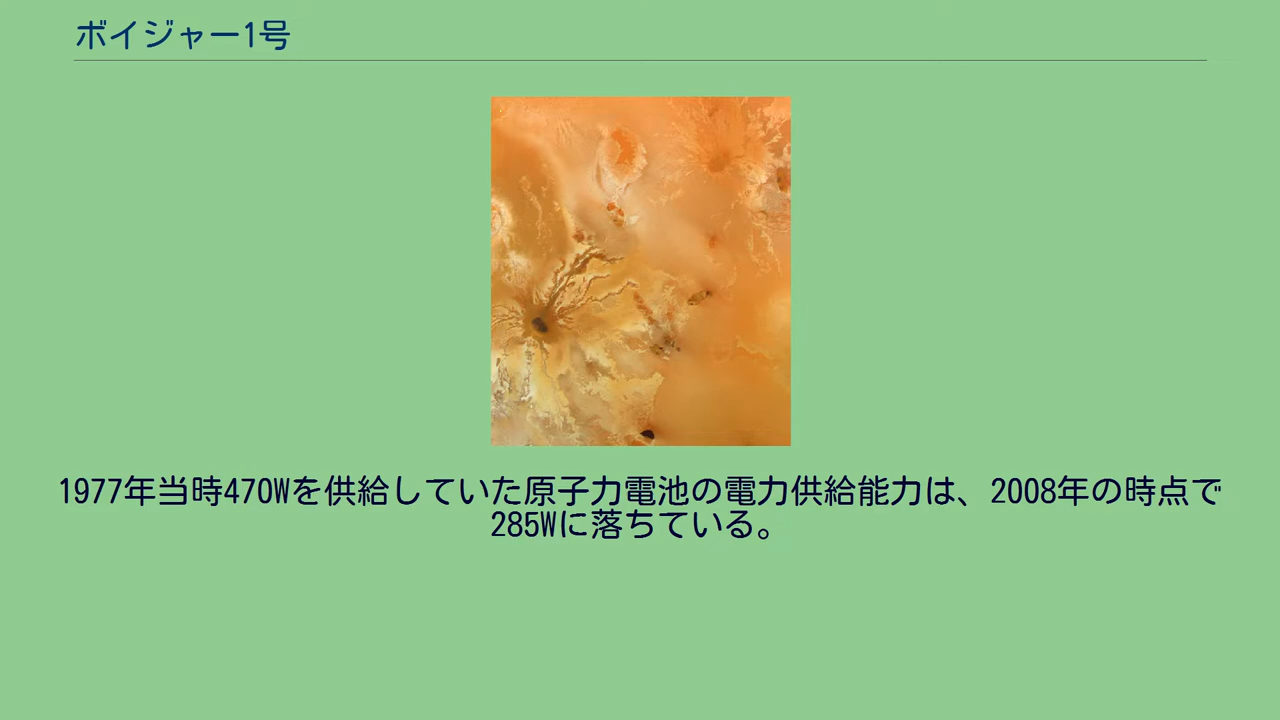 ボイジャー1号
1977年当時470Wを供給していた原子力電池の電力供給能力は、2008年の時点で
285Wに落ちている。